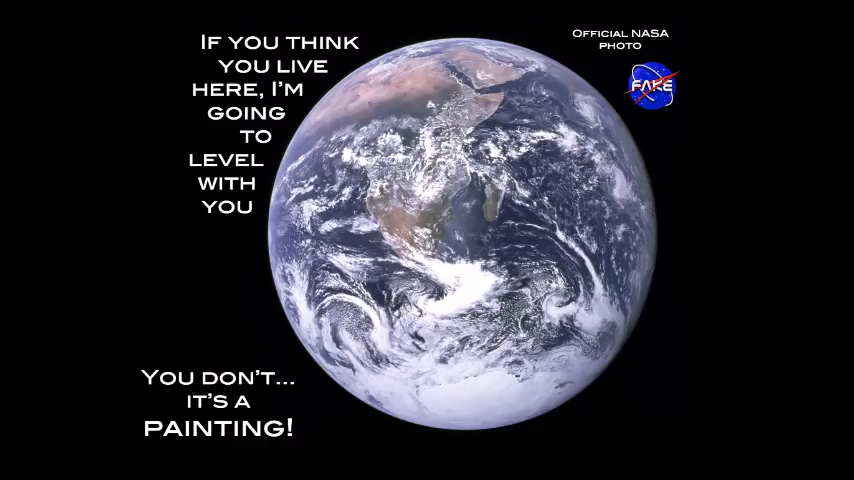 If you think
you live
here, I'm
going
to
level
with
you
Official NASA
photo
FAKE
You don't...
it's a
painting!